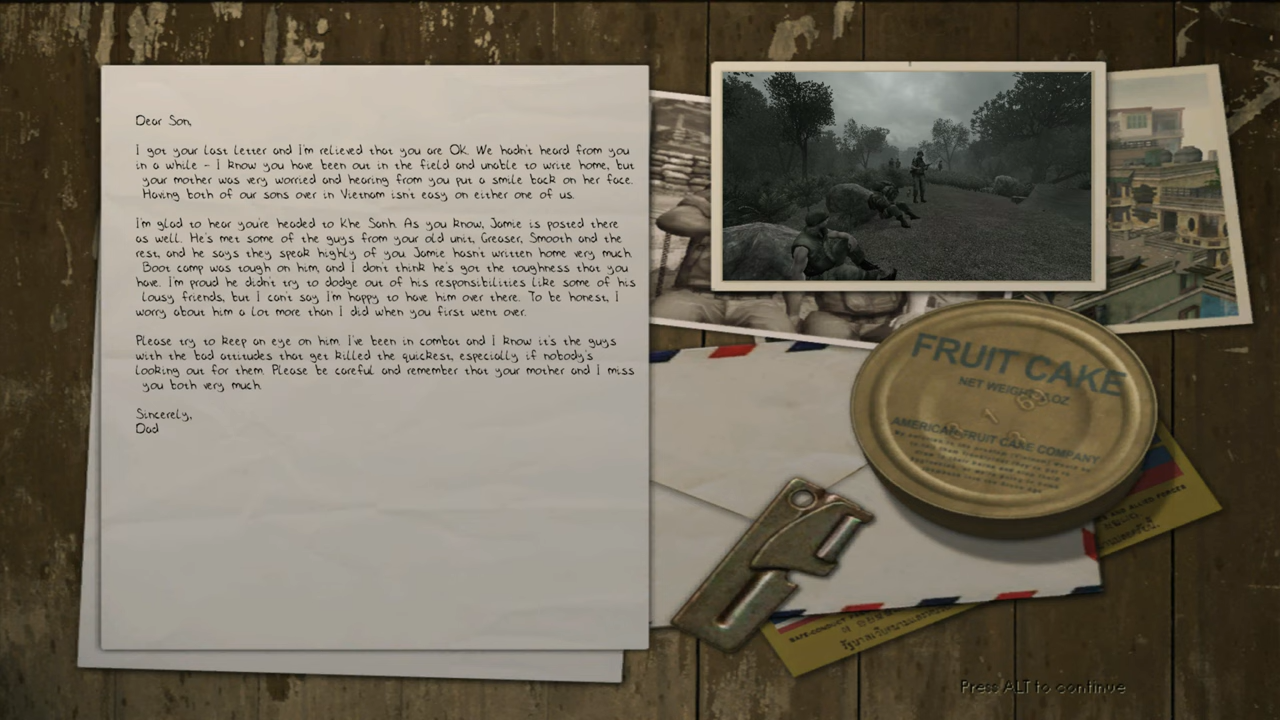 Dear Son,
I got your last letter and I'm relieved that you are OK. We hadn't heard from you
in a while - I know you have been out in the field and unable to write home, but
your mother was very worried and hearing from you put a smile back on her face.
Having both of our sons over in Vietnam isn't easy on either one of us.
I'm glad to hear you're headed to Khe Sanh. As you know, Jamie is posted there
as well. He's met some of the guys from your old unit, Greaser, Smooth and the
rest, and he says they speak highly of you. Jamie hasn't written home very much.
Boot camp was tough on him, and I don't think he's got the toughness that you
have. I'm proud he didn't try to dodge out of his responsibilities like some of his
lousy friends, but I can't say I'm happy to have him over there. To be honest, I
worry about him a lot more than I did when you first went over.
Please try to keep an eye on him. I've been in combat and I know it's the guys
with the bad attitudes that get killed the quickest, especially if nobody's
looking out for them. Please be careful and remember that your mother and I miss
you both very much.
Sincerely,
Dad
FRUIT CAKE
NET WEIGHT OZ
AMERICAN FRUIT CAKE COMPANY
AND ALLIED FORCES
SAFE-CONDUCT
Press ALT to continue